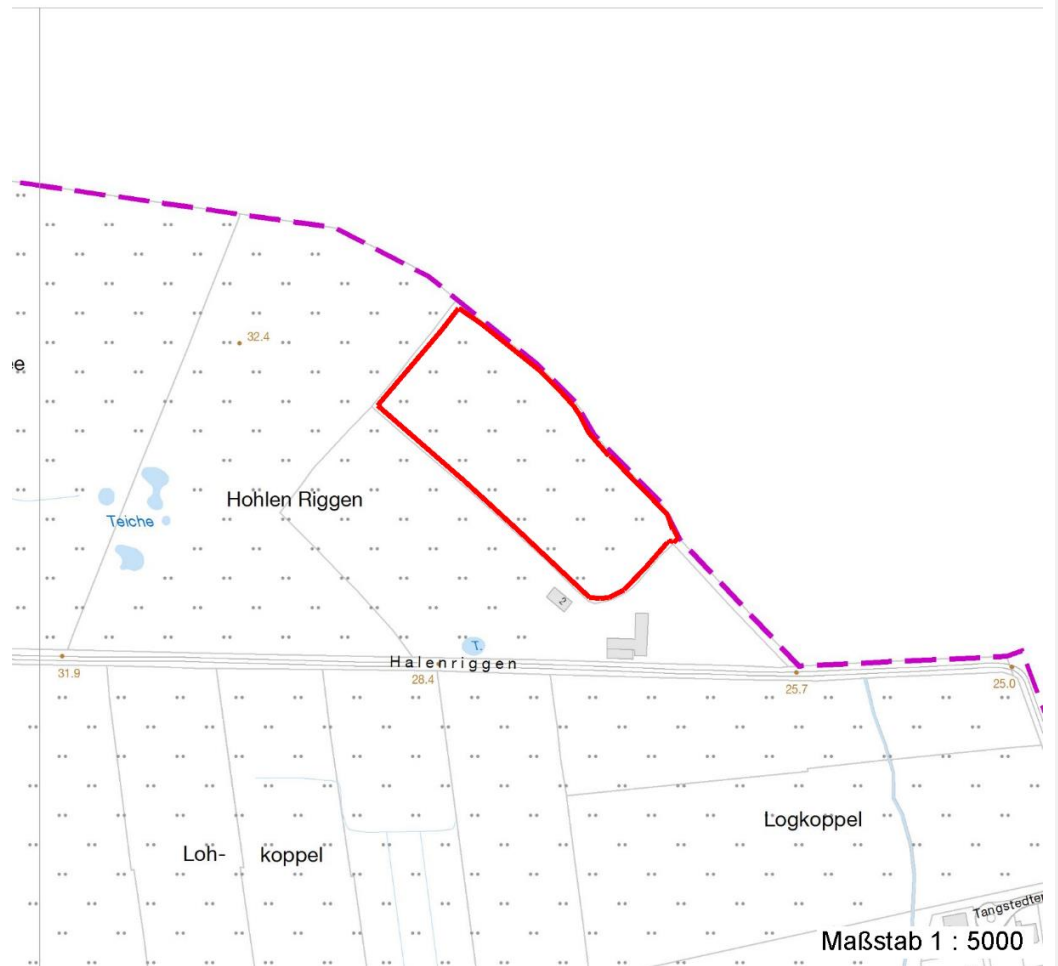 32.4
Hohlen Riggen
Teiche
2
T.
Halenriggen
31.9
28.4
25.7
25.0
Logkoppel
Loh- koppel
Tangstedter
Maßstab 1 : 5000